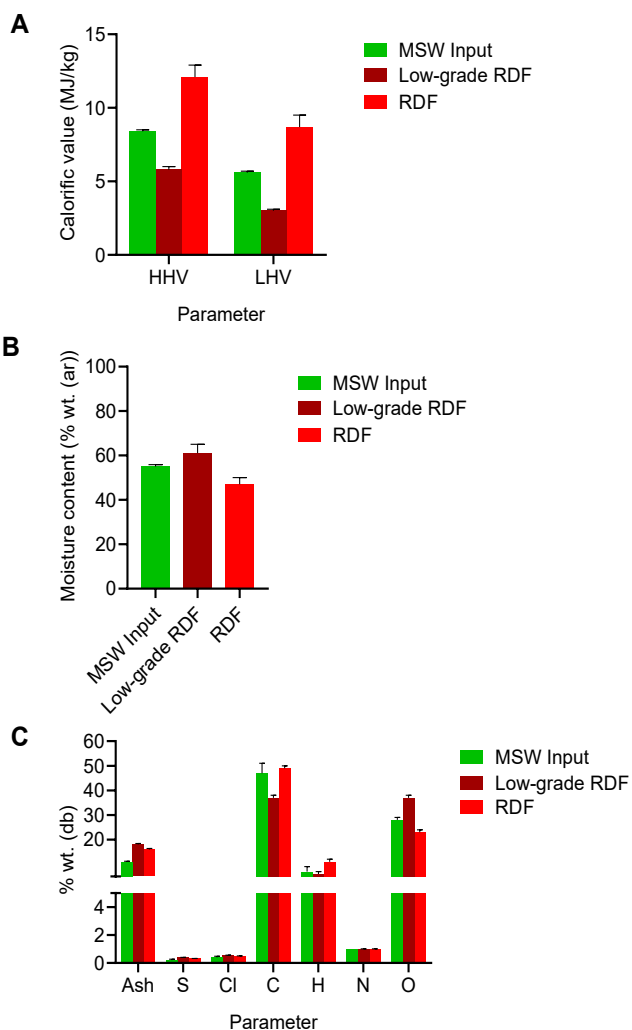 A
Calorific value (MJ/kg)
15
10
5
0
HHV
LHV
Parameter
MSW Input
Low-grade RDF
RDF
B
Moisture content (% wt. (ar))
100
80
60
40
20
0
MSW Input
Low-grade RDF
RDF
MSW Input
Low-grade RDF
RDF
C
% wt. (db)
60
50
40
30
20
4
2
0
Ash
S
Cl
C
H
N
O
Parameter
MSW Input
Low-grade RDF
RDF